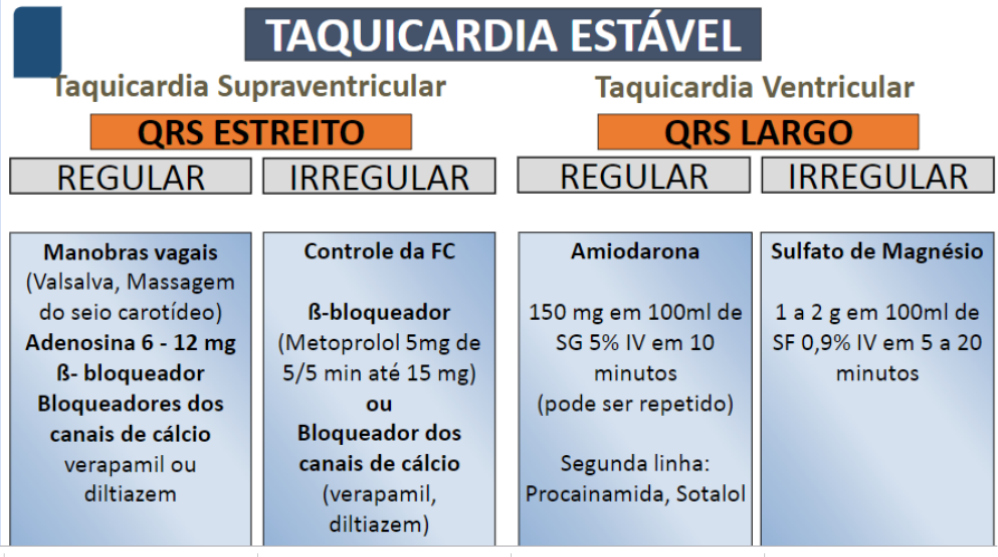 TAQUICARDIA ESTÁVEL
Taquicardia Supraventricular
QRS ESTREITO
REGULAR
IRREGULAR
Manobras vagais
(Valsalva, Massagem
do seio carotídeo)
Adenosina 6 - 12 mg
ß- bloqueador
Bloqueadores dos
canais de cálcio
verapamil ou
diltiazem
Controle da FC
ß-bloqueador
(Metoprolol 5mg de
5/5 min até 15 mg)
ou
Bloqueador dos
canais de cálcio
(verapamil,
diltiazem)
Taquicardia Ventricular
QRS LARGO
REGULAR
IRREGULAR
Amiodarona
150 mg em 100ml de
SG 5% IV em 10
minutos
(pode ser repetido)
Segunda linha:
Procainamida, Sotalol
Sulfato de Magnésio
1 a 2 g em 100ml de
SF 0,9% IV em 5 a 20
minutos